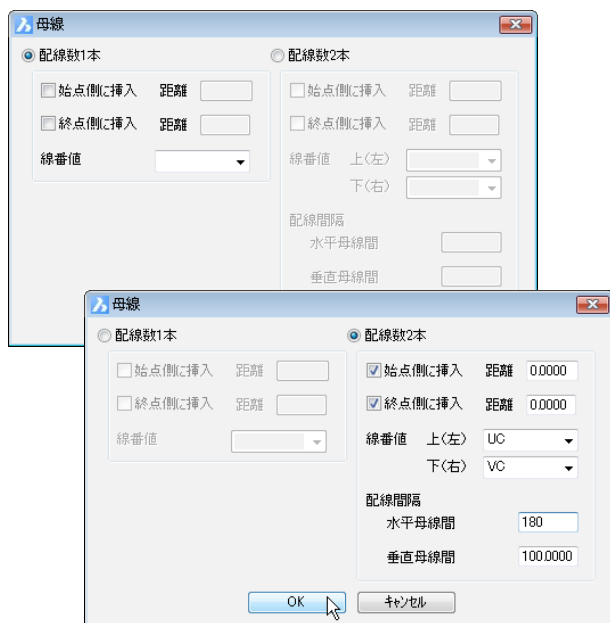 母線
配線数1本 配線数2本
始点側に挿入 距離 始点側に挿入 距離
終点側に挿入 距離 終点側に挿入 距離
線番値 線番値 上(左)
下(右)
配線間隔
水平母線間
垂直母線間
母線
配線数1本 配線数2本
始点側に挿入 距離 始点側に挿入 距離 0.0000
終点側に挿入 距離 終点側に挿入 距離 0.0000
線番値 線番値 上(左) UC
下(右) VC
配線間隔
水平母線間 180
垂直母線間 100.0000
OK キャンセル